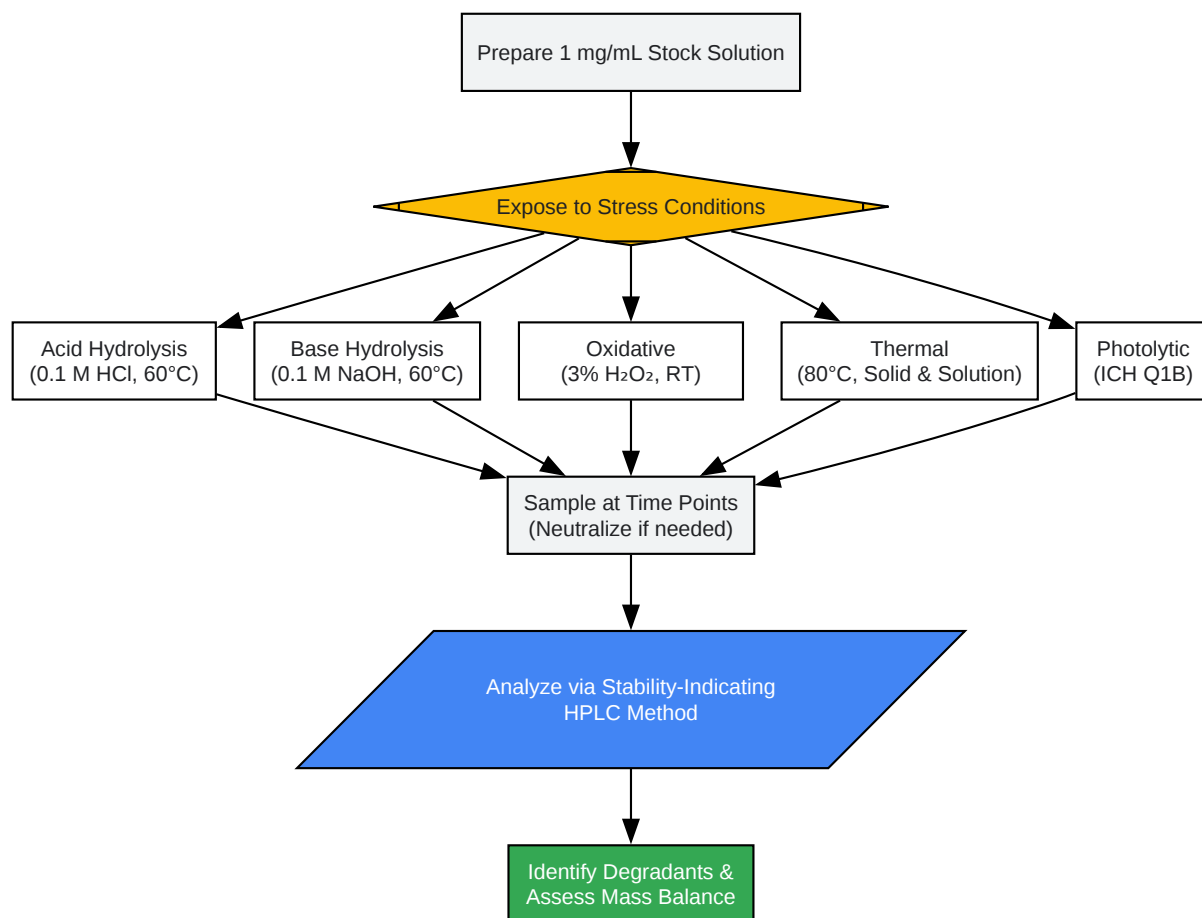 Prepare 1 mg/mL Stock Solution
Expose to Stress Conditions
Acid Hydrolysis
(0.1 M HCl, 60°C)
Base Hydrolysis
(0.1 M NaOH, 60°C)
Oxidative
(3% H₂O₂, RT)
Thermal
(80°C, Solid & Solution)
Photolytic
(ICH Q1B)
Sample at Time Points
(Neutralize if needed)
Analyze via Stability-Indicating
HPLC Method
Identify Degradants &
Assess Mass Balance